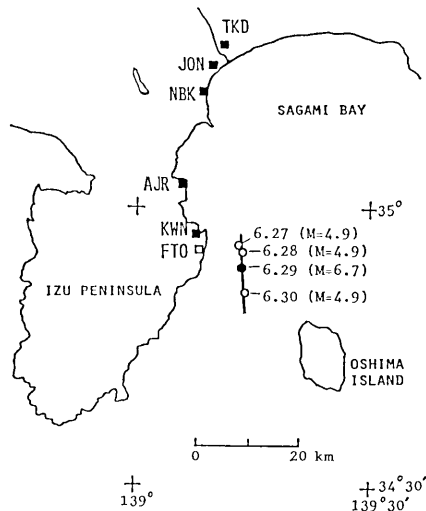 TKD
JON
NBK
SAGAMI BAY
AJR
35°
KWN
6.27 (M=4.9)
6.28 (M=4.9)
FTO
6.29 (M=6.7)
IZU PENINSULA
6.30 (M=4.9)
OSHIMA
ISLAND
0 20 km
34°30'
139°
139°30'